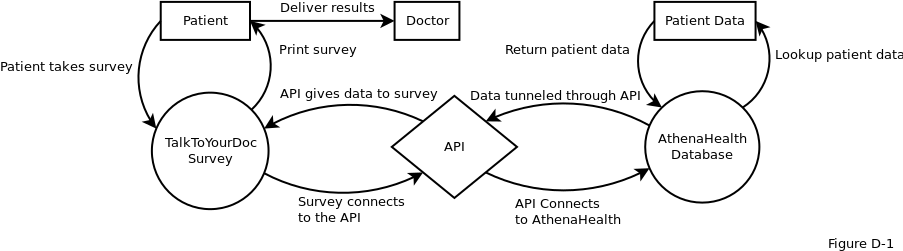 Deliver results
Patient
Doctor
Patient Data
Print survey
Return patient data
Lookup patient data
Patient takes survey
API gives data to survey
Data tunneled through API
TalkToYourDoc
Survey
API
AthenaHealth
Database
Survey connects
to the API
API Connects
to AthenaHealth
Figure D-1